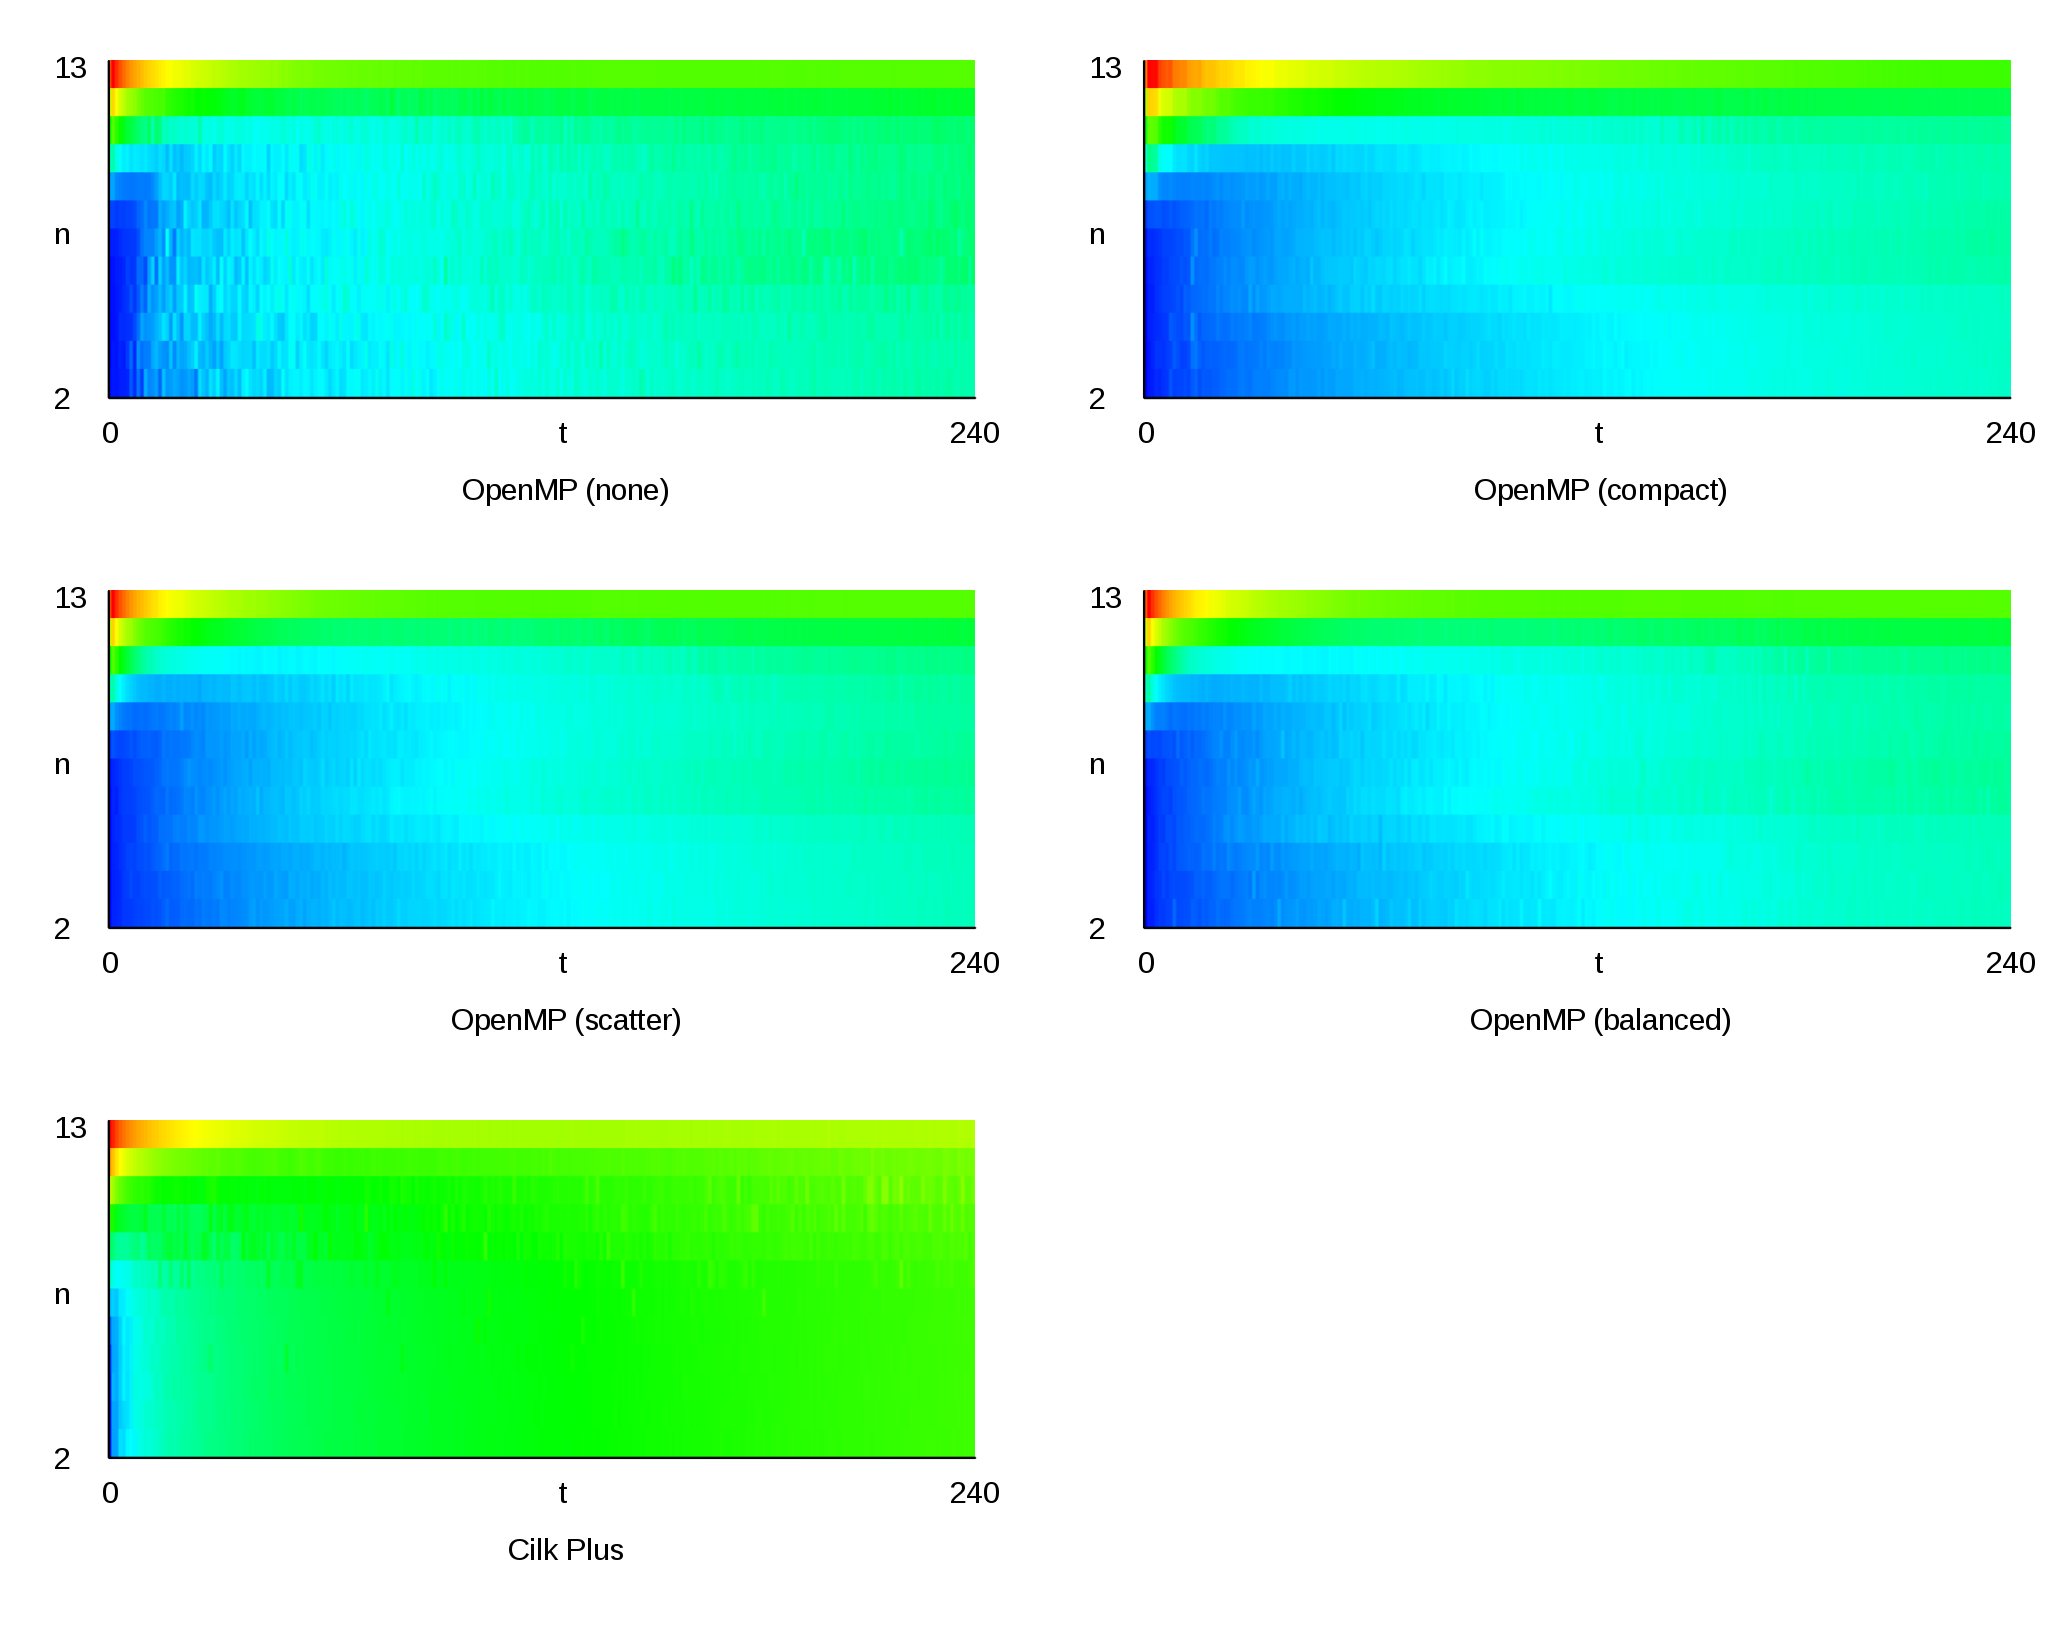 13
n
2
0 t 240
OpenMP (none)
13
n
2
0 t 240
OpenMP (compact)
13
n
2
0 t 240
OpenMP (scatter)
13
n
2
0 t 240
OpenMP (balanced)
13
n
2
0 t 240
Cilk Plus